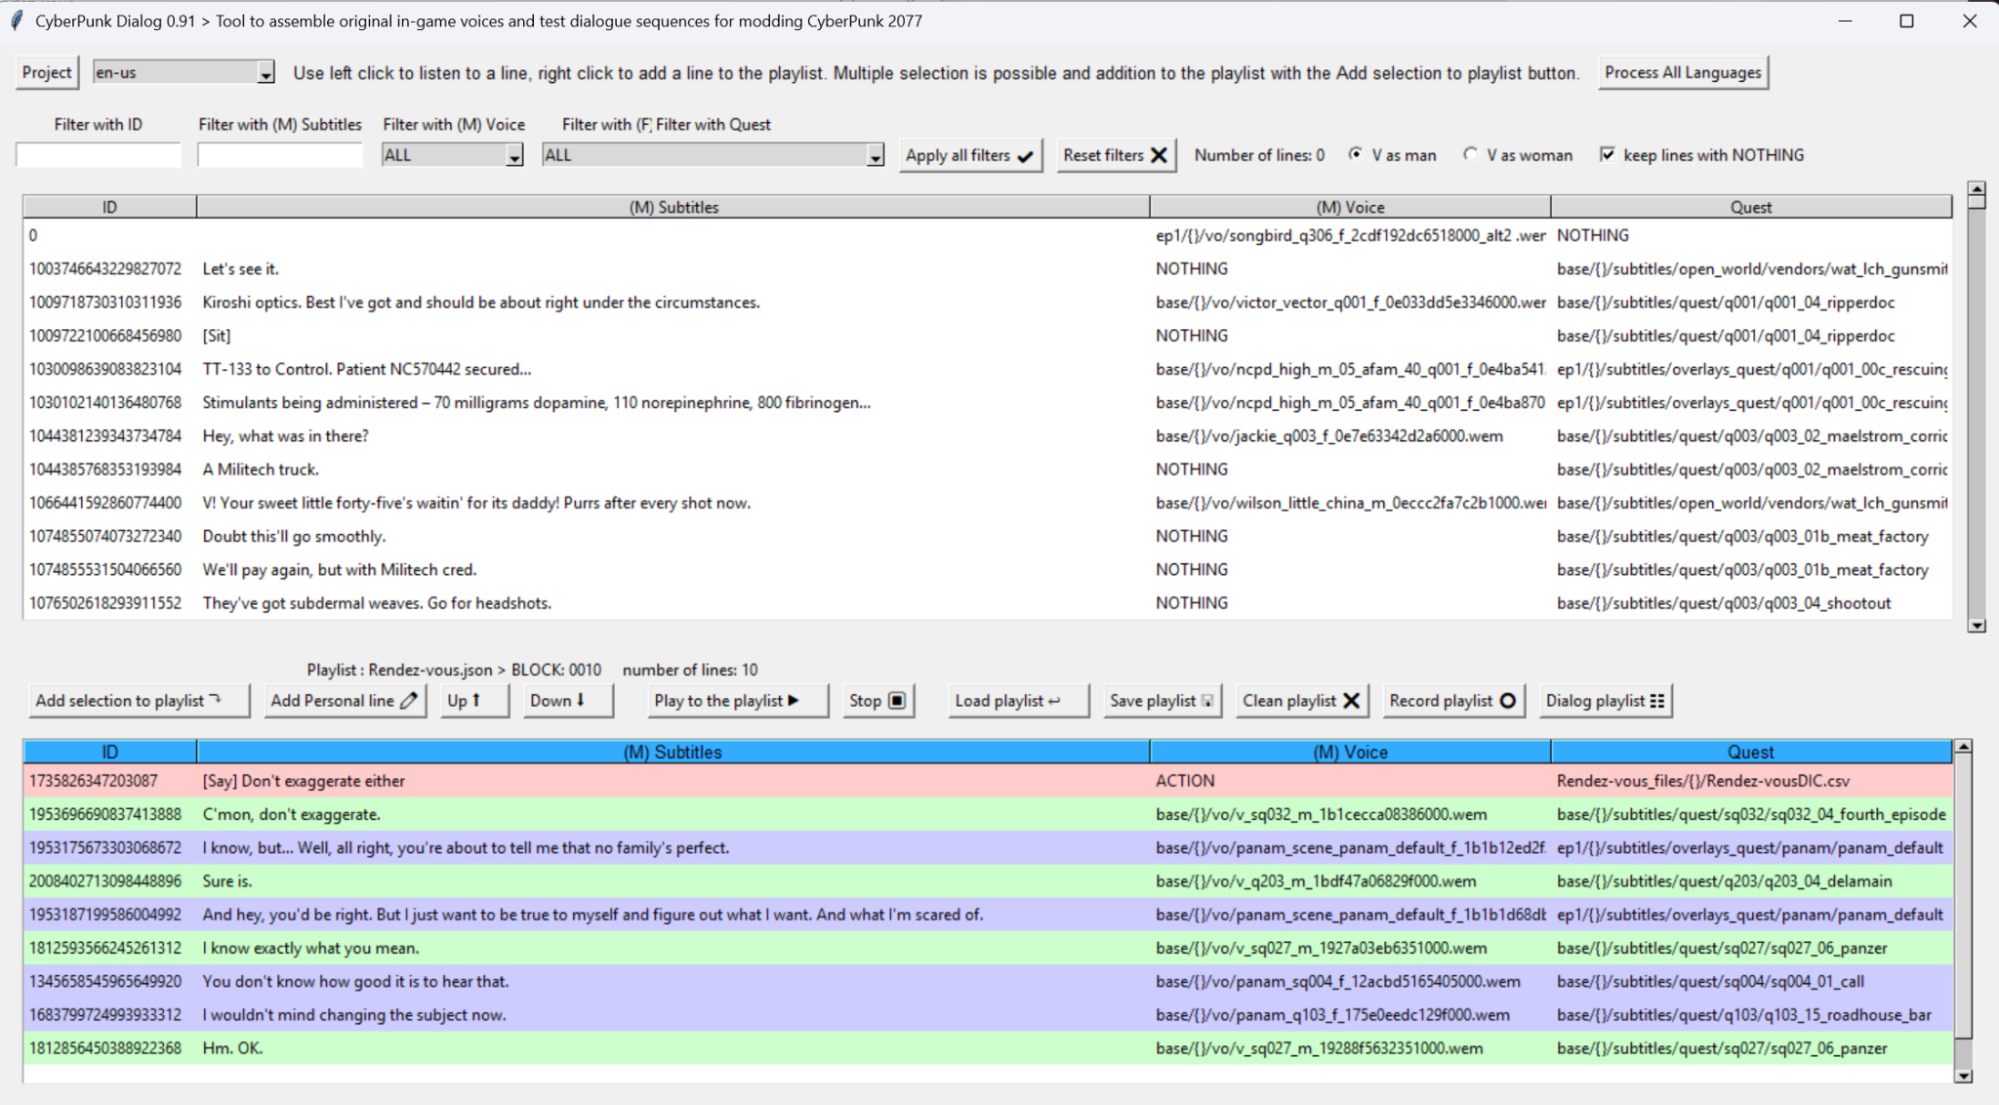 CyberPunk Dialog 0.91 > Tool to assemble original in-game voices and test dialogue sequences for modding CyberPunk 2077
Project en-us Use left click to listen to a line, right click to add a line to the playlist. Multiple selection is possible and addition to the playlist with the Add selection to playlist button. Process All Languages
Filter with ID Filter with (M) Subtitles Filter with (M) Voice Filter with (F) Filter with Quest
ALL ALL Apply all filters Reset filters Number of lines: 0 V as man V as woman keep lines with NOTHING
ID (M) Subtitles (M) Voice Quest
0 ep1/{}/vo/songbird_q306_f_2cdf192dc6518000_alt2 .wer NOTHING
1003746643229827072 Let's see it. NOTHING base/{}/subtitles/open_world/vendors/wat_lch_gunsmit
1009718730310311936 Kiroshi optics. Best I've got and should be about right under the circumstances. base/{}/vo/victor_vector_q001_f_0e033dd5e3346000.wer base/{}/subtitles/quest/q001/q001_04_ripperdoc
1009722100668456980 [Sit] NOTHING base/{}/subtitles/quest/q001/q001_04_ripperdoc
1030098639083823104 TT-133 to Control. Patient NC570442 secured... base/{}/vo/ncpd_high_m_05_afam_40_q001_f_0e4ba541. ep1/{}/subtitles/overlays_quest/q001/q001_00c_rescuing
1030102140136480768 Stimulants being administered – 70 milligrams dopamine, 110 norepinephrine, 800 fibrinogen... base/{}/vo/ncpd_high_m_05_afam_40_q001_f_0e4ba870 ep1/{}/subtitles/overlays_quest/q001/q001_00c_rescuing
1044381239343734784 Hey, what was in there? base/{}/vo/jackie_q003_f_0e7e63342d2a6000.wem base/{}/subtitles/quest/q003/q003_02_maelstrom_corric
1044385768353193984 A Militech truck. NOTHING base/{}/subtitles/quest/q003/q003_02_maelstrom_corric
1066441592860774400 V! Your sweet little forty-five's waitin' for its daddy! Purrs after every shot now. base/{}/vo/wilson_little_china_m_0eccc2fa7c2b1000.wer base/{}/subtitles/open_world/vendors/wat_lch_gunsmit
1074855074073272340 Doubt this'll go smoothly. NOTHING base/{}/subtitles/quest/q003/q003_01b_meat_factory
1074855531504066560 We'll pay again, but with Militech cred. NOTHING base/{}/subtitles/quest/q003/q003_01b_meat_factory
1076502618293911552 They've got subdermal weaves. Go for headshots. NOTHING base/{}/subtitles/quest/q003/q003_04_shootout
Playlist : Rendez-vous.json > BLOCK: 0010 number of lines: 10
Add selection to playlist Add Personal line Up Down Play to the playlist Stop Load playlist Save playlist Clean playlist Record playlist Dialog playlist
ID (M) Subtitles (M) Voice Quest
1735826347203087 [Say] Don't exaggerate either ACTION Rendez-vous_files/{}/Rendez-vousDIC.csv
1953696690837413888 C'mon, don't exaggerate. base/{}/vo/v_sq032_m_1b1cecca08386000.wem base/{}/subtitles/quest/sq032/sq032_04_fourth_episode
1953175673303068672 I know, but... Well, all right, you're about to tell me that no family's perfect. base/{}/vo/panam_scene_panam_default_f_1b1b12ed2f. ep1/{}/subtitles/overlays_quest/panam/panam_default
2008402713098448896 Sure is. base/{}/vo/v_q203_m_1bdf47a06829f000.wem base/{}/subtitles/quest/q203/q203_04_delamain
1953187199586004992 And hey, you'd be right. But I just want to be true to myself and figure out what I want. And what I'm scared of. base/{}/vo/panam_scene_panam_default_f_1b1b1d68db ep1/{}/subtitles/overlays_quest/panam/panam_default
1812593566245261312 I know exactly what you mean. base/{}/vo/v_sq027_m_1927a03eb6351000.wem base/{}/subtitles/quest/sq027/sq027_06_panzer
1345658545965649920 You don't know how good it is to hear that. base/{}/vo/panam_sq004_f_12acbd5165405000.wem base/{}/subtitles/quest/sq004/sq004_01_call
1683799724993933312 I wouldn't mind changing the subject now. base/{}/vo/panam_q103_f_175e0eedc129f000.wem base/{}/subtitles/quest/q103/q103_15_roadhouse_bar
1812856450388922368 Hm. OK. base/{}/vo/v_sq027_m_19288f5632351000.wem base/{}/subtitles/quest/sq027/sq027_06_panzer